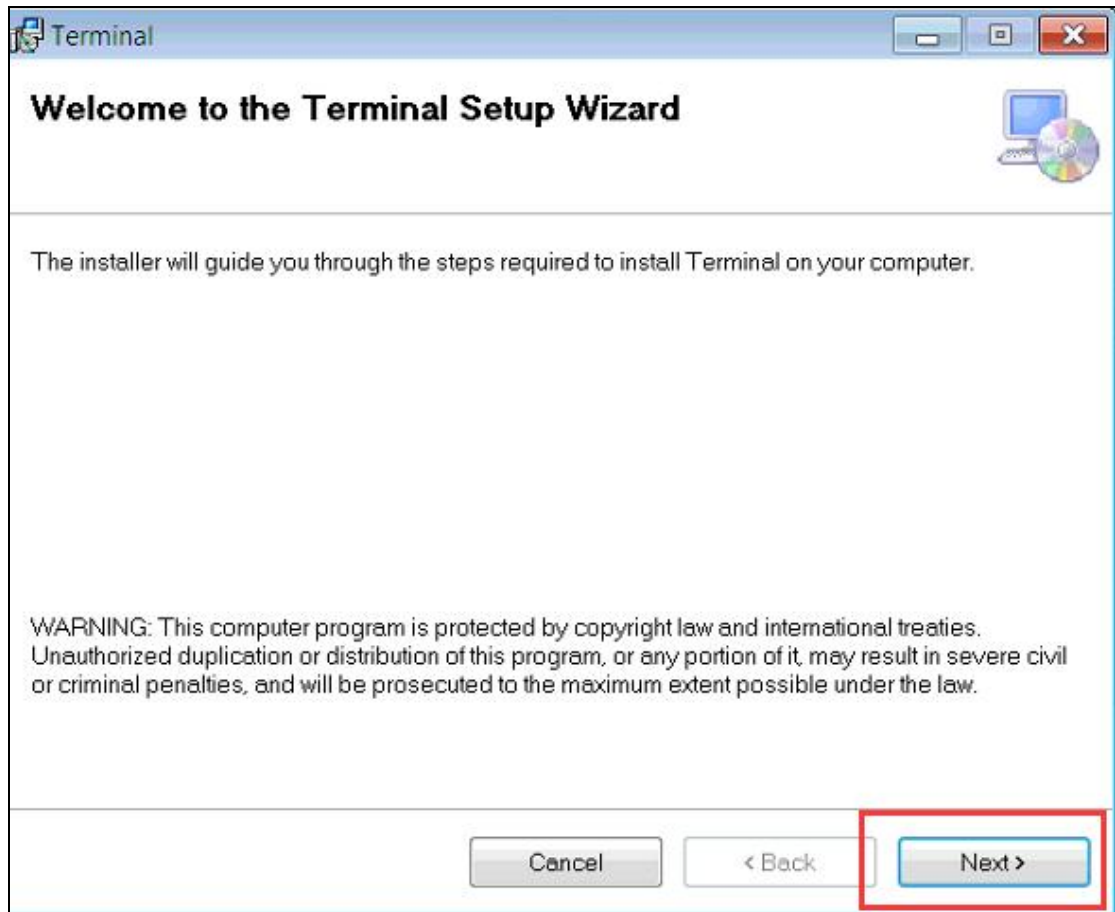 Terminal
Welcome to the Terminal Setup Wizard
The installer will guide you through the steps required to install Terminal on your computer.
WARNING: This computer program is protected by copyright law and international treaties.
Unauthorized duplication or distribution of this program, or any portion of it, may result in severe civil
or criminal penalties, and will be prosecuted to the maximum extent possible under the law.
Cancel
< Back
Next >